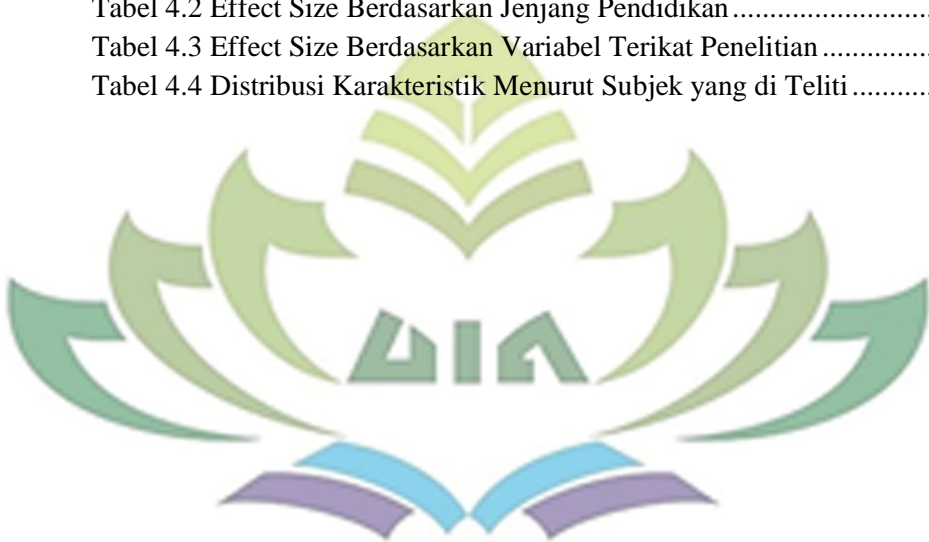 Tabel 4.2 Effect Size Berdasarkan Jenjang Pendidikan............................
Tabel 4.3 Effect Size Berdasarkan Variabel Terikat Penelitian..............
Tabel 4.4 Distribusi Karakteristik Menurut Subjek yang di Teliti...........
UIN